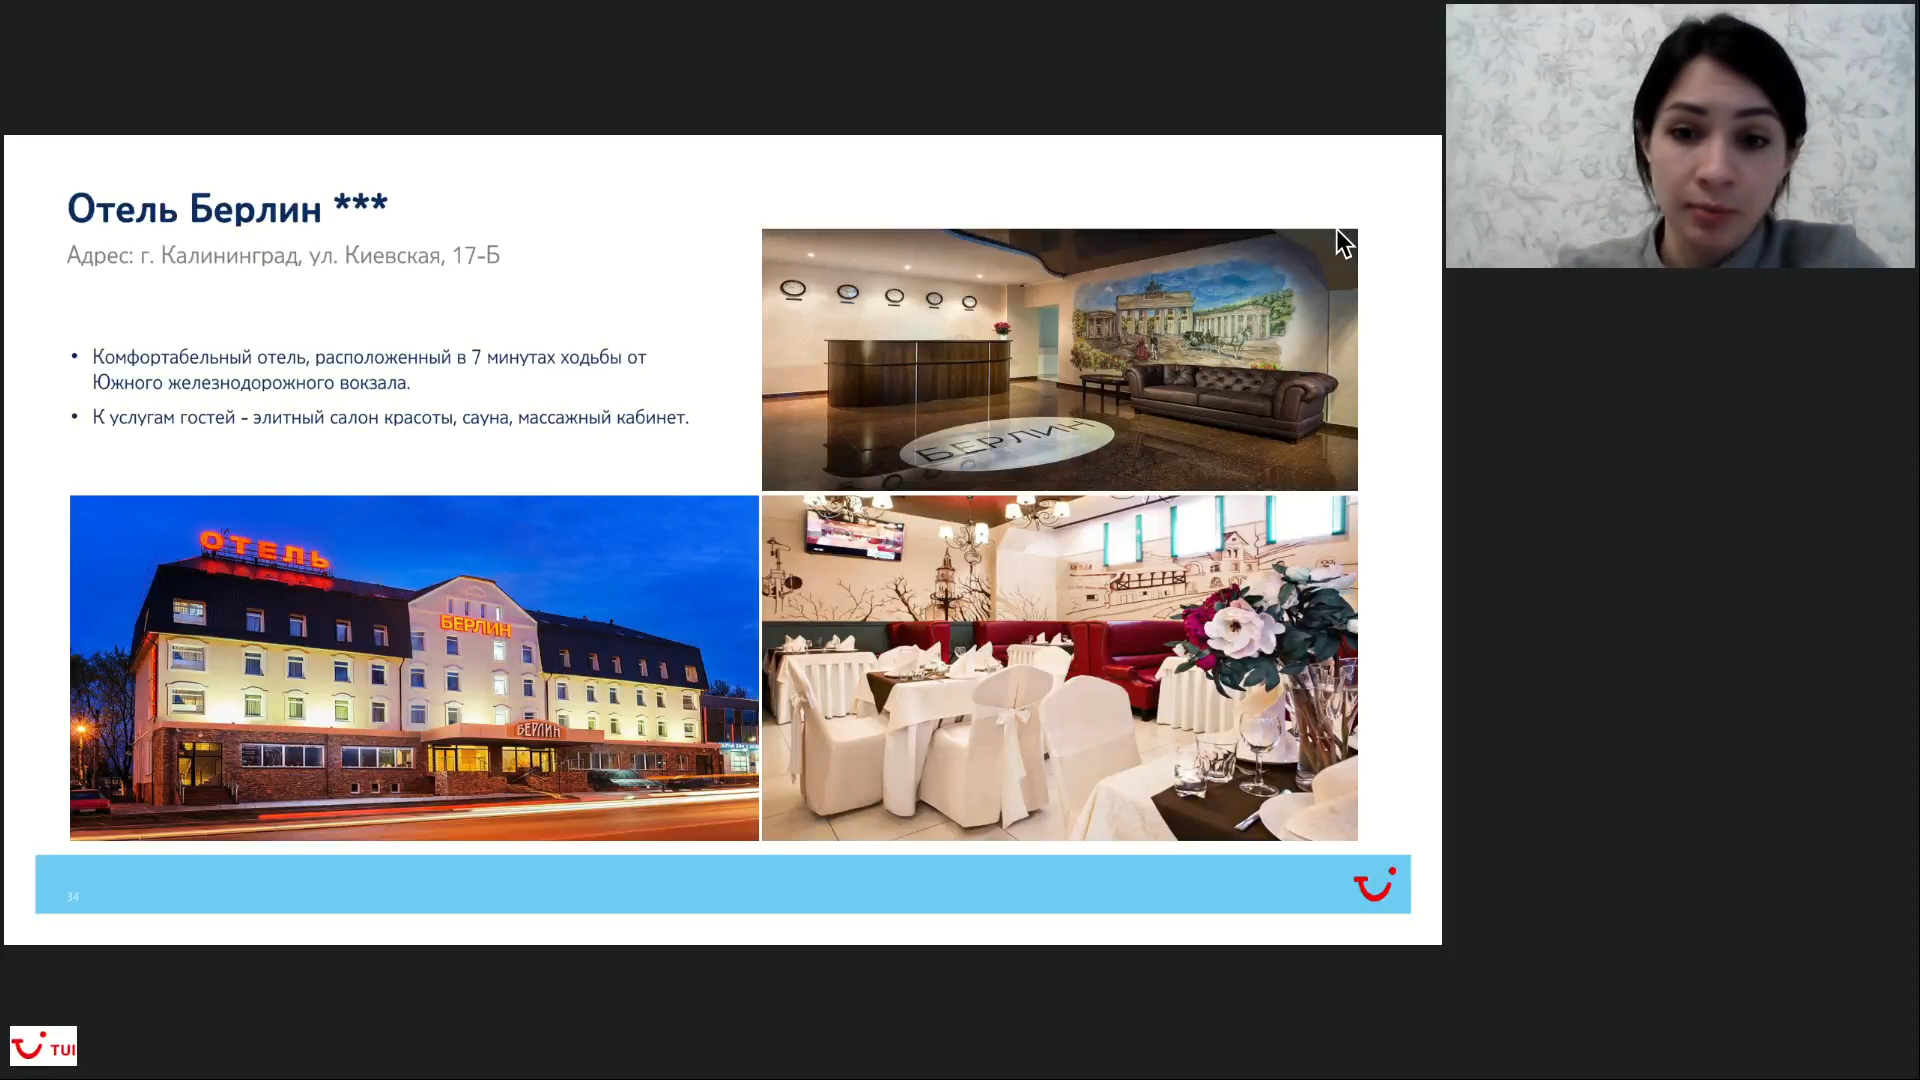 Отель Берлин ***
Адрес: г. Калининград, ул. Киевская, 17-Б
• Комфортабельный отель, расположенный в 7 минутах ходьбы от
Южного железнодорожного вокзала.
• К услугам гостей - элитный салон красоты, сауна, массажный кабинет.
БЕРЛИН
ОТЕЛЬ
БЕРЛИН
БЕРЛИН
34
TUI